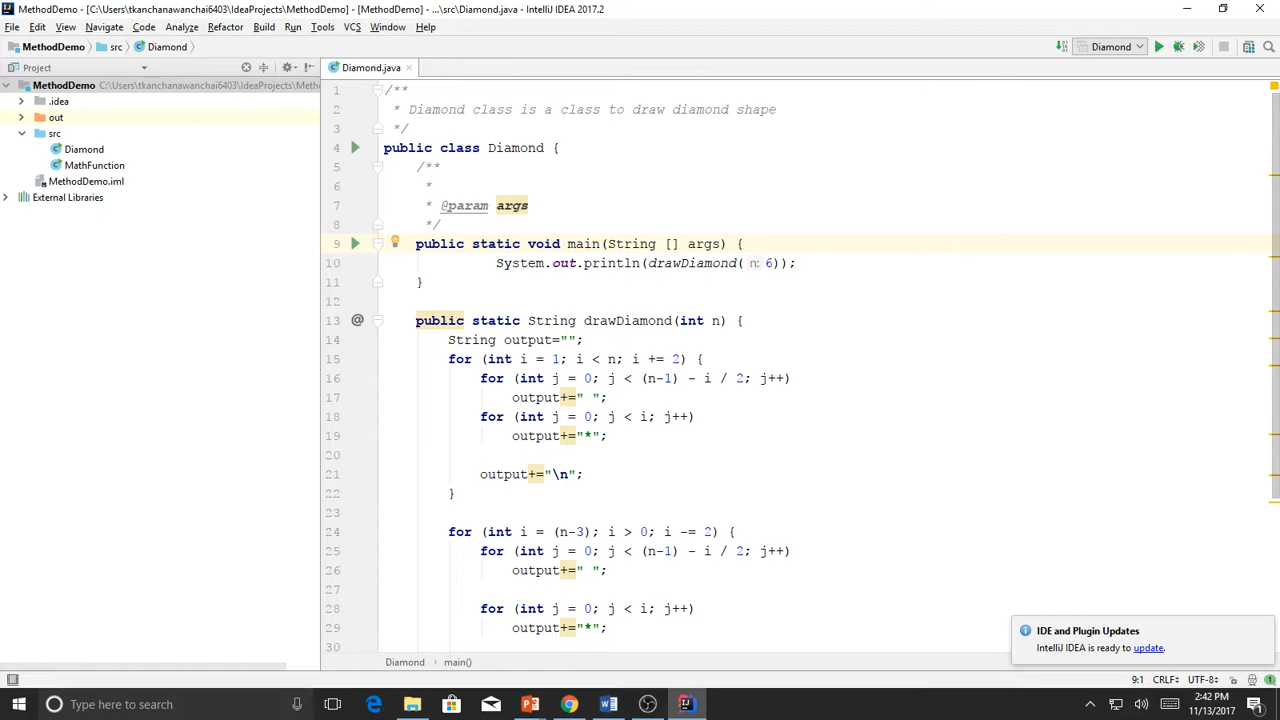 MethodDemo - [C:\Users\tkanchanawanchai6403\IdeaProjects\MethodDemo] - [MethodDemo] - ...\src\Diamond.java - IntelliJ IDEA 2017.2
File Edit View Navigate Code Analyze Refactor Build Run Tools VCS Window Help
MethodDemo src Diamond
Diamond
Project
Diamond.java
MethodDemo C:\Users\tkanchanawanchai6403\IdeaProjects\Metho
.idea
out
src
Diamond
MathFunction
MethodDemo.iml
External Libraries
1 /**
2 * Diamond class is a class to draw diamond shape
3 */
4 public class Diamond {
5 /**
6 *
7 * @param args
8 */
9 public static void main(String [] args) {
10 System.out.println(drawDiamond( n: 6));
11 }
12
13 @ public static String drawDiamond(int n) {
14 String output="";
15 for (int i = 1; i < n; i += 2) {
16 for (int j = 0; j < (n-1) - i / 2; j++)
17 output+=" ";
18 for (int j = 0; j < i; j++)
19 output+="*";
20
21 output+="\n";
22 }
23
24 for (int i = (n-3); i > 0; i -= 2) {
25 for (int j = 0; j < (n-1) - i / 2; j++)
26 output+=" ";
27
28 for (int j = 0; j < i; j++)
29 output+="*";
30
IDE and Plugin Updates
IntelliJ IDEA is ready to update.
Diamond main()
9:1 CRLF÷ UTF-8÷
Type here to search
2:42 PM
11/13/2017